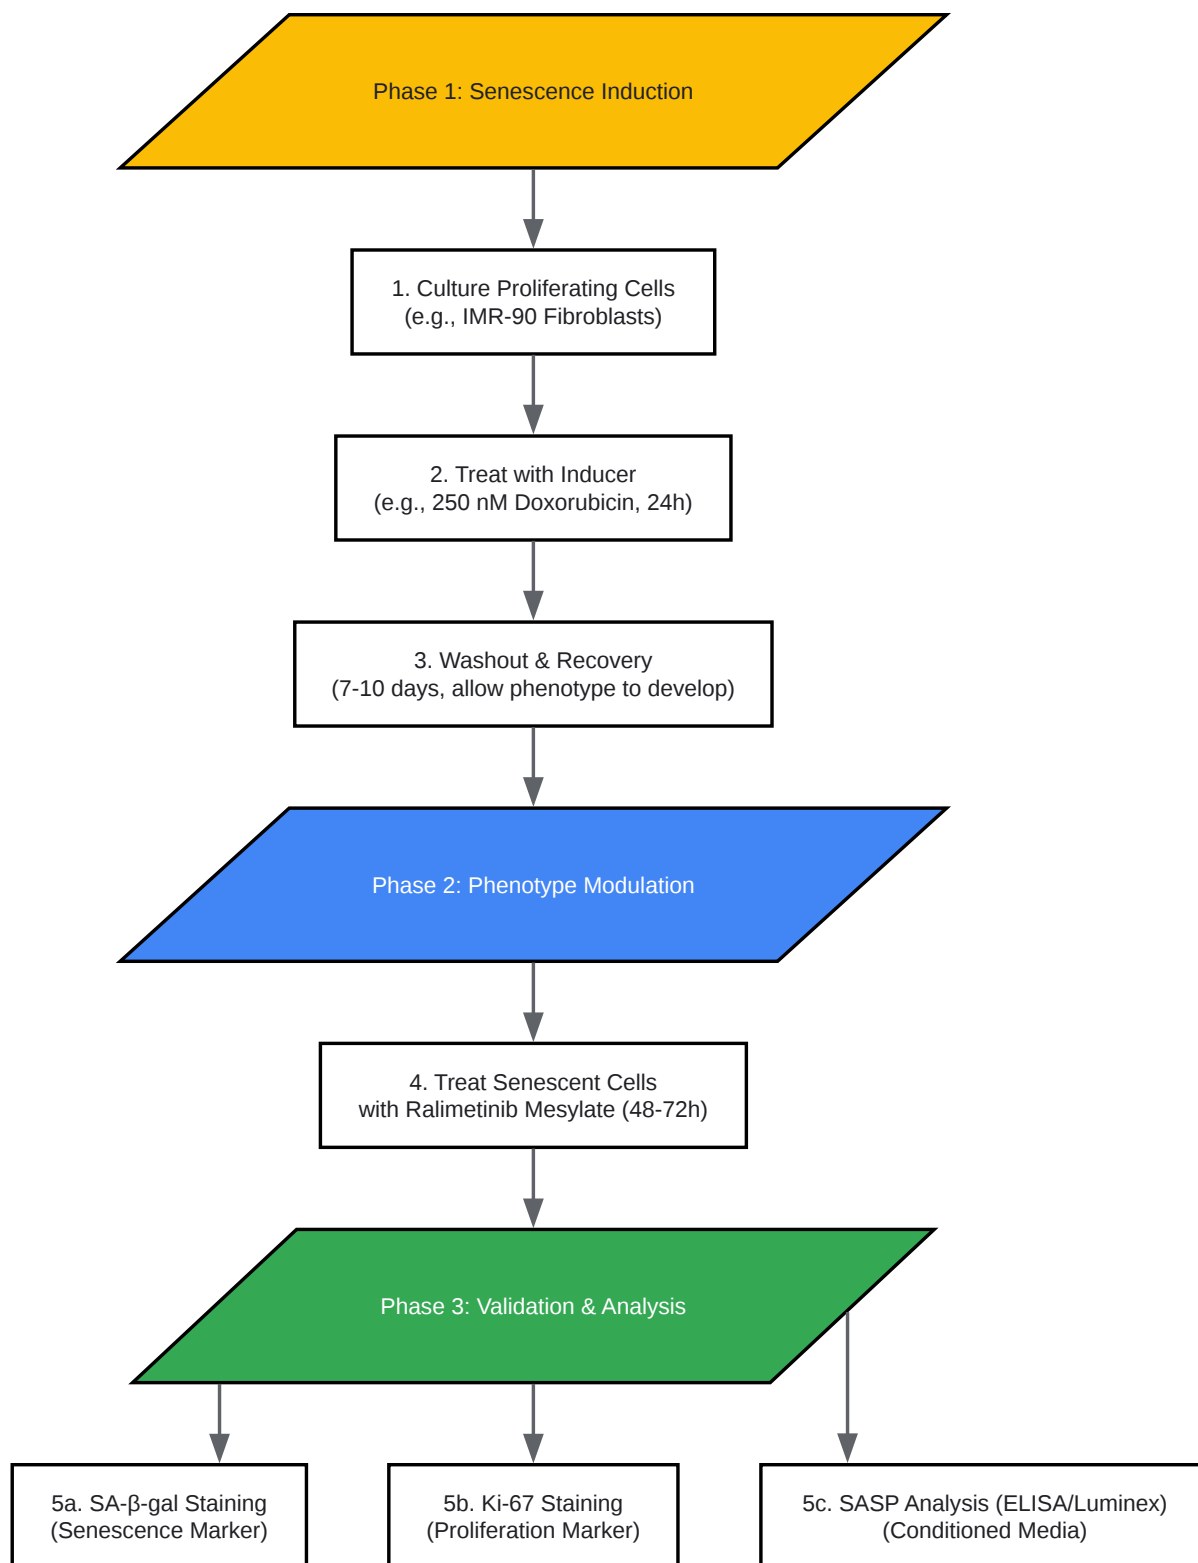 Phase 1: Senescence Induction
1. Culture Proliferating Cells
(e.g., IMR-90 Fibroblasts)
2. Treat with Inducer
(e.g., 250 nM Doxorubicin, 24h)
3. Washout & Recovery
(7-10 days, allow phenotype to develop)
Phase 2: Phenotype Modulation
4. Treat Senescent Cells
with Ralimetinib Mesylate (48-72h)
Phase 3: Validation & Analysis
5a. SA-β-gal Staining
(Senescence Marker)
5b. Ki-67 Staining
(Proliferation Marker)
5c. SASP Analysis (ELISA/Luminex)
(Conditioned Media)